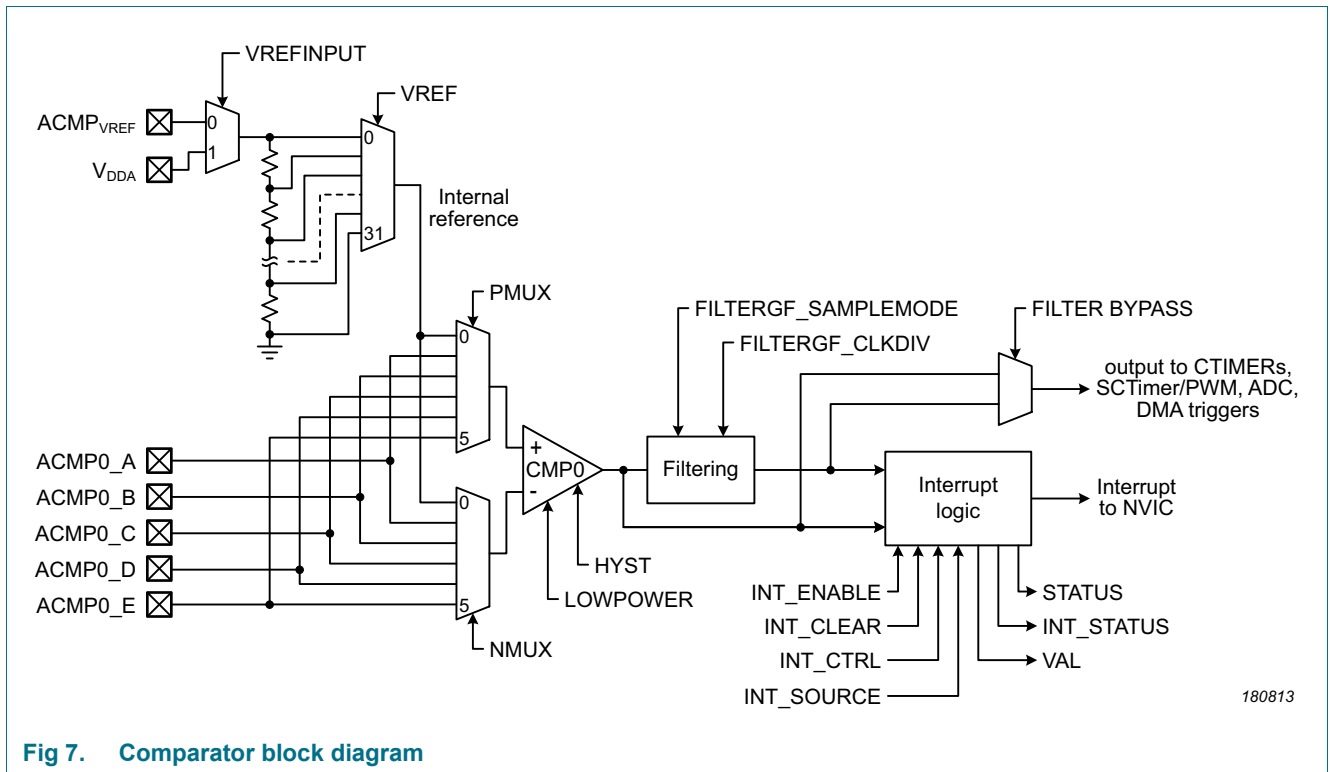 VREFINPUT
VREF
ACMPVREF
0
VDDA
1
0
Internal
reference
31
PMUX
0
5
FILTERGF_SAMPLEMODE
FILTERGF_CLKDIV
FILTER BYPASS
output to CTIMERs,
SCTimer/PWM, ADC,
DMA triggers
ACMP0_A
ACMP0_B
ACMP0_C
ACMP0_D
ACMP0_E
+
CMP0
-
0
5
NMUX
HYST
LOWPOWER
Filtering
Interrupt
logic
Interrupt
to NVIC
INT_ENABLE
INT_CLEAR
INT_CTRL
INT_SOURCE
STATUS
INT_STATUS
VAL
180813
Fig 7. Comparator block diagram